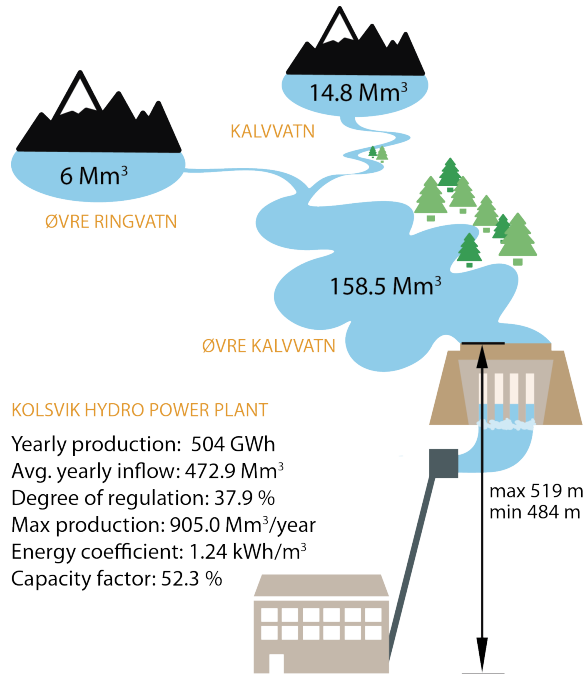 14.8 Mm³
KALVVATN
6 Mm³
ØVRE RINGVATN
158.5 Mm³
ØVRE KALVVATN
KOLSVIK HYDRO POWER PLANT
Yearly production: 504 GWh
Avg. yearly inflow: 472.9 Mm³
Degree of regulation: 37.9 %
Max production: 905.0 Mm³/year
Energy coefficient: 1.24 kWh/m³
Capacity factor: 52.3 %
max 519 m
min 484 m